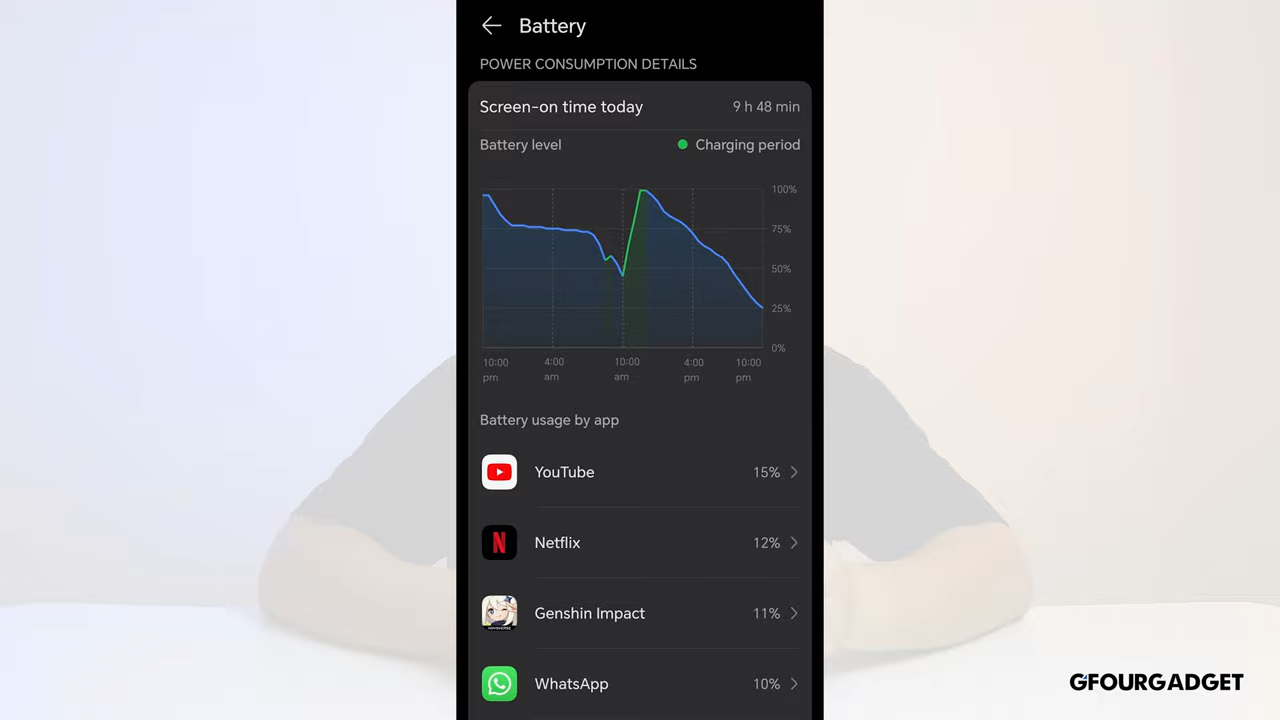 Battery
POWER CONSUMPTION DETAILS
Screen-on time today 9 h 48 min
Battery level Charging period
100%
75%
50%
25%
0%
10:00 pm
4:00 am
10:00 am
4:00 pm
10:00 pm
Battery usage by app
YouTube 15%
N
Netflix 12%
Genshin Impact 11%
WhatsApp 10%
GFOURGADGET